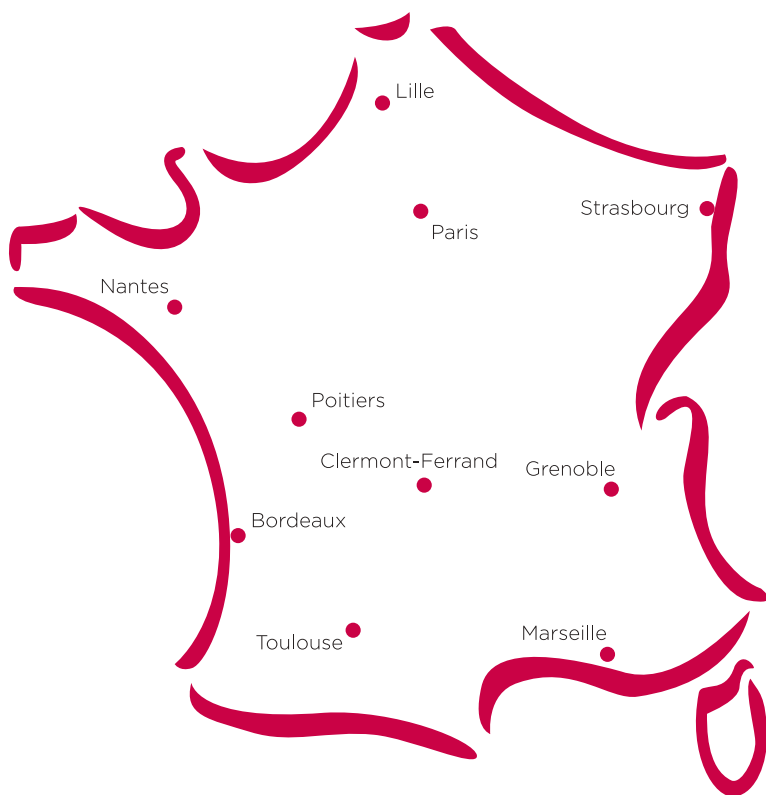 Lille
Strasbourg
Paris
Nantes
Poitiers
Clermont-Ferrand
Grenoble
Bordeaux
Marseille
Toulouse